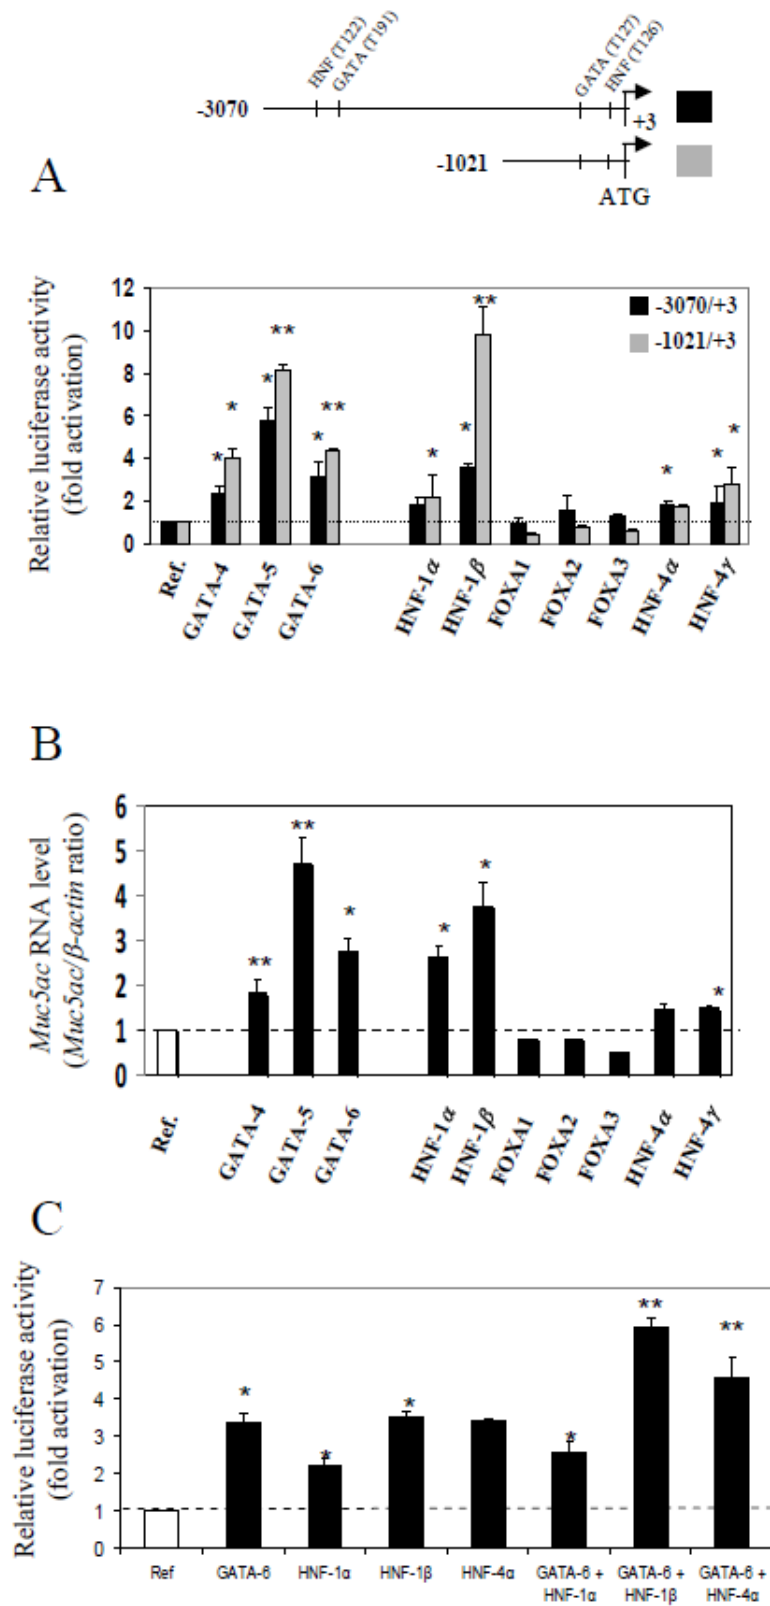 HNF (T122)
GATA (T191)
GATA (T127)
HNF (T126)
-3070
+3
-1021
ATG
A
Relative luciferase activity
(fold activation)
12
10
8
6
4
2
0
-3070/+3
-1021/+3
* * * ** * ** * * ** * * *
Ref.
GATA-4
GATA-5
GATA-6
HNF-1α
HNF-1β
FOXA1
FOXA2
FOXA3
HNF-4α
HNF-4γ
B
Muc5ac RNA level
(Muc5ac/β-actin ratio)
6
5
4
3
2
1
0
** ** * * * *
Ref.
GATA-4
GATA-5
GATA-6
HNF-1α
HNF-1β
FOXA1
FOXA2
FOXA3
HNF-4α
HNF-4γ
C
Relative luciferase activity
(fold activation)
7
6
5
4
3
2
1
0
* * * * ** **
Ref
GATA-6
HNF-1α
HNF-1β
HNF-4α
GATA-6 +
HNF-1α
GATA-6 +
HNF-1β
GATA-6 +
HNF-4α